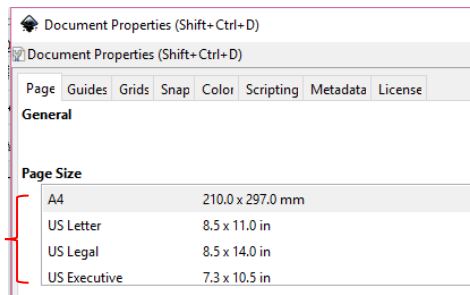 Document Properties (Shift+Ctrl+D)
Document Properties (Shift+Ctrl+D)
Page Guides Grids Snap Color Scripting Metadata License
General
Page Size
A4 210.0 x 297.0 mm
US Letter 8.5 x 11.0 in
US Legal 8.5 x 14.0 in
US Executive 7.3 x 10.5 in